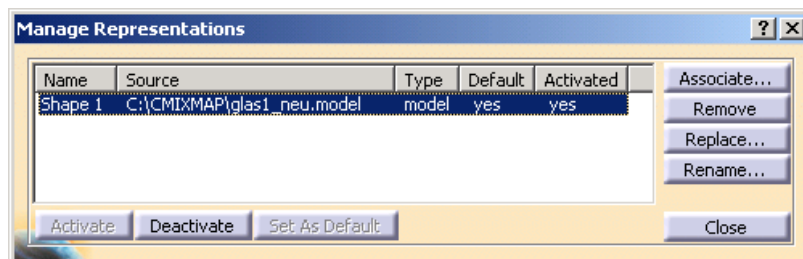 Manage Representations
Name Source Type Default Activated
Shape 1 C:\CMIXMAP\glas1_neu.model model yes yes
Associate...
Remove
Replace...
Rename...
Activate Deactivate Set As Default Close